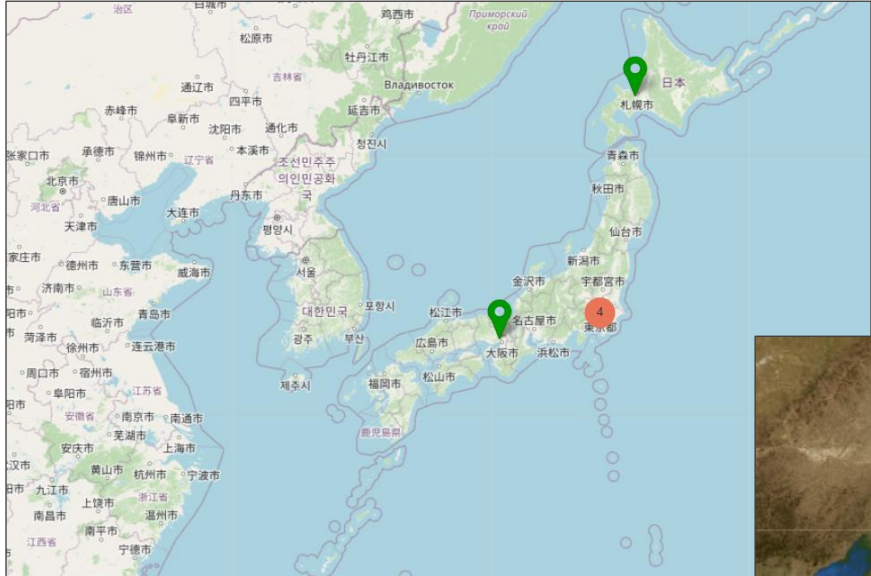 治区
白城市
鸡西市
Приморский
край
松原市
牡丹江市
吉林省
Владивосток
通辽市
四平市
延吉市
赤峰市
阜新市
沈阳市
通化市
청진시
日本
札幌市
张家口市
承德市
锦州市
本溪市
辽宁省
조선민주주
의인민공화
국
青森市
北京市
丹东市
秋田市
河北省
唐山市
大连市
天津市
평양시
仙台市
家庄市
德州市
东营市
威海市
서울
新潟市
济南市
山东省
金沢市
宇都宮市
阳市
青岛市
대한민국
포항시
松江市
4
临沂市
名古屋市
東京都
菏泽市
광주
부산
広島市
徐州市
连云港市
大阪市
浜松市
周口市
宿州市
제주시
福岡市
松山市
阜阳市
江苏省
阳市
安徽省
南京市
南通市
鹿児島県
芜湖市
安庆市
上海市
汉市
黄山市
杭州市
宁波市
阳市
九江市
浙江省
上饶市
南昌市
温州市
南平市
江西省
宁德市